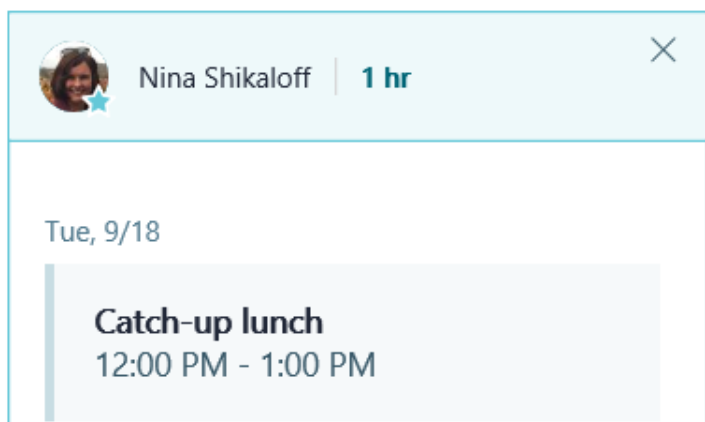 Nina Shikaloff | 1 hr
Tue, 9/18
Catch-up lunch
12:00 PM - 1:00 PM